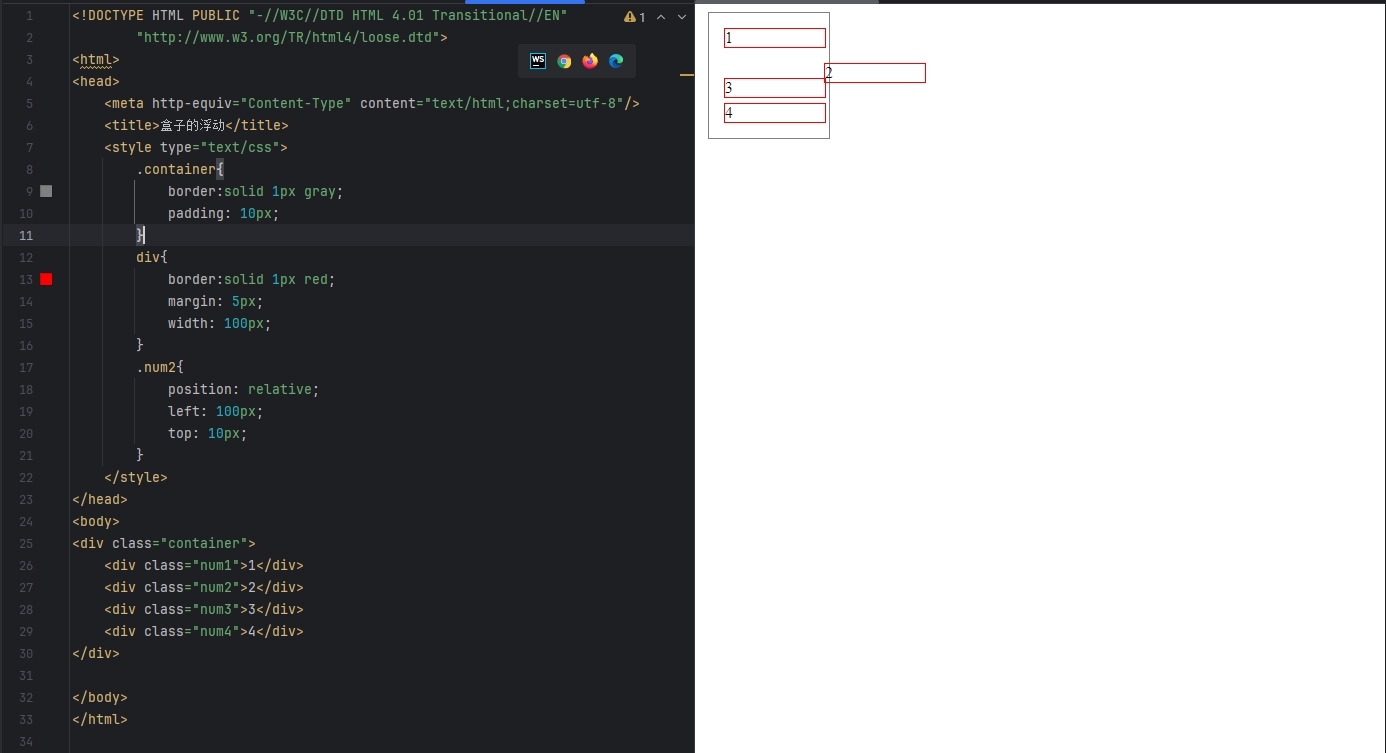 1 <!DOCTYPE HTML PUBLIC "-//W3C//DTD HTML 4.01 Transitional//EN"
2 "http://www.w3.org/TR/html4/loose.dtd">
3 <html>
4 <head>
5 <meta http-equiv="Content-Type" content="text/html;charset=utf-8"/>
6 <title>盒子的浮动</title>
7 <style type="text/css">
8 .container{
9 border:solid 1px gray;
10 padding: 10px;
11 }
12 div{
13 border:solid 1px red;
14 margin: 5px;
15 width: 100px;
16 }
17 .num2{
18 position: relative;
19 left: 100px;
20 top: 10px;
21 }
22 </style>
23 </head>
24 <body>
25 <div class="container">
26 <div class="num1">1</div>
27 <div class="num2">2</div>
28 <div class="num3">3</div>
29 <div class="num4">4</div>
30 </div>
31
32 </body>
33 </html>
34
1
WS
1
2
3
4